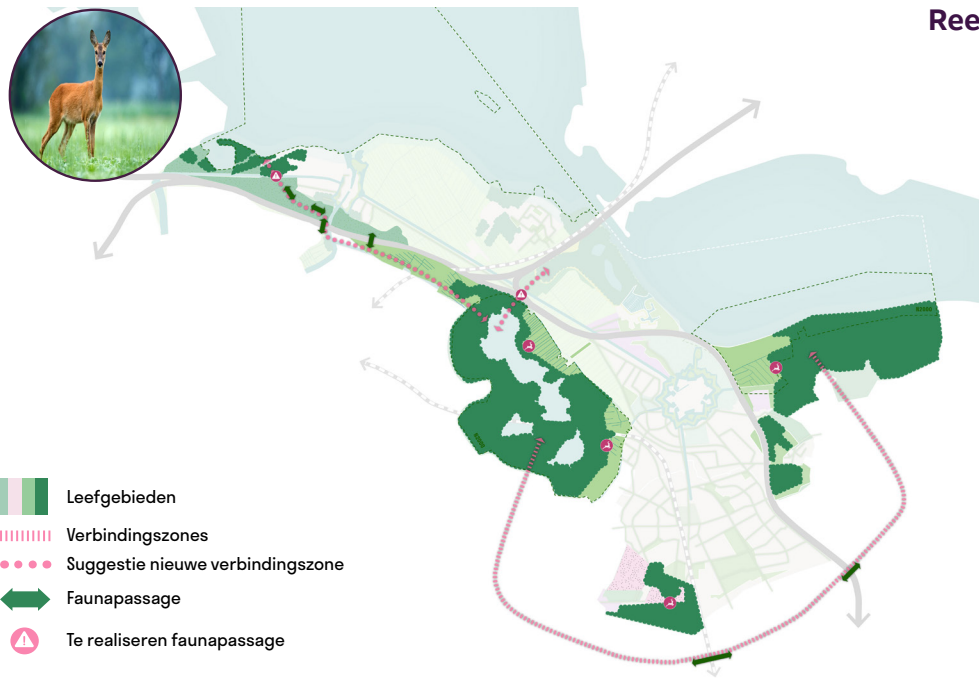 Ree
Leefgebieden
Verbindingszones
Suggestie nieuwe verbindingszone
Faunapassage
Te realiseren faunapassage